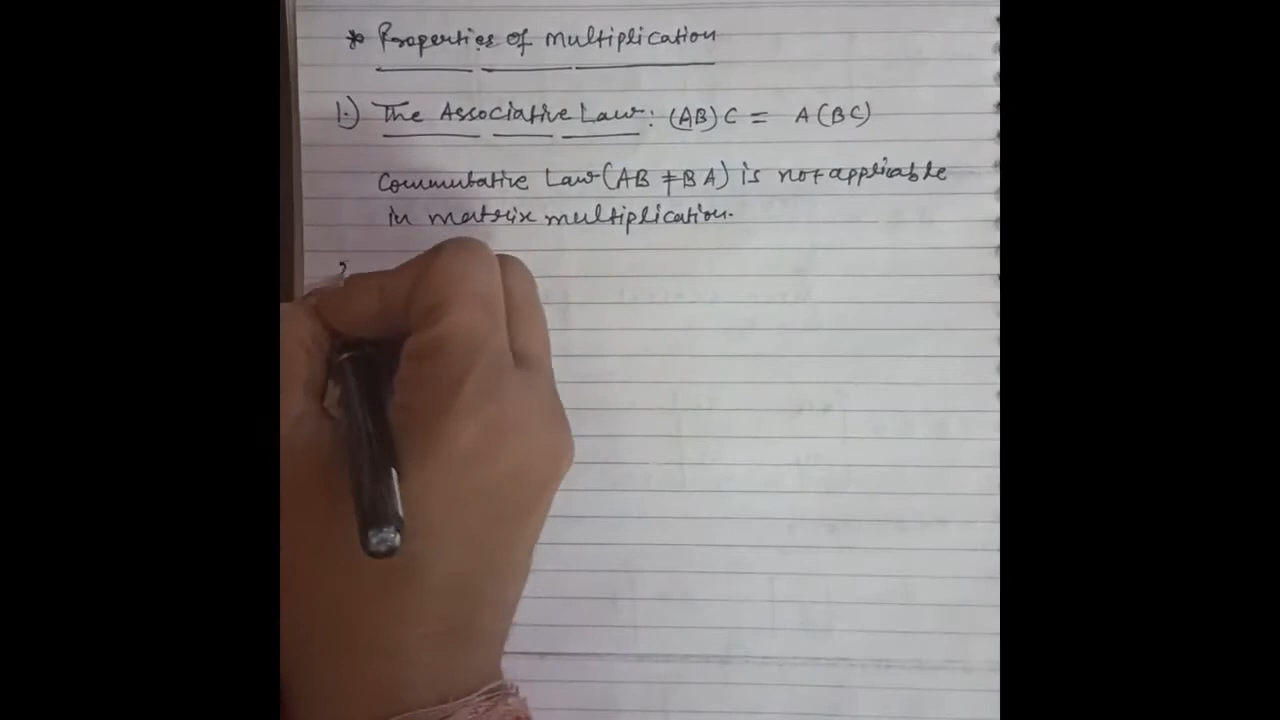 * Properties of multiplication
1.) The Associative Law: (AB)C = A(BC)
Commutative Law (AB ≠ BA) is not applicable
in matrix multiplication.